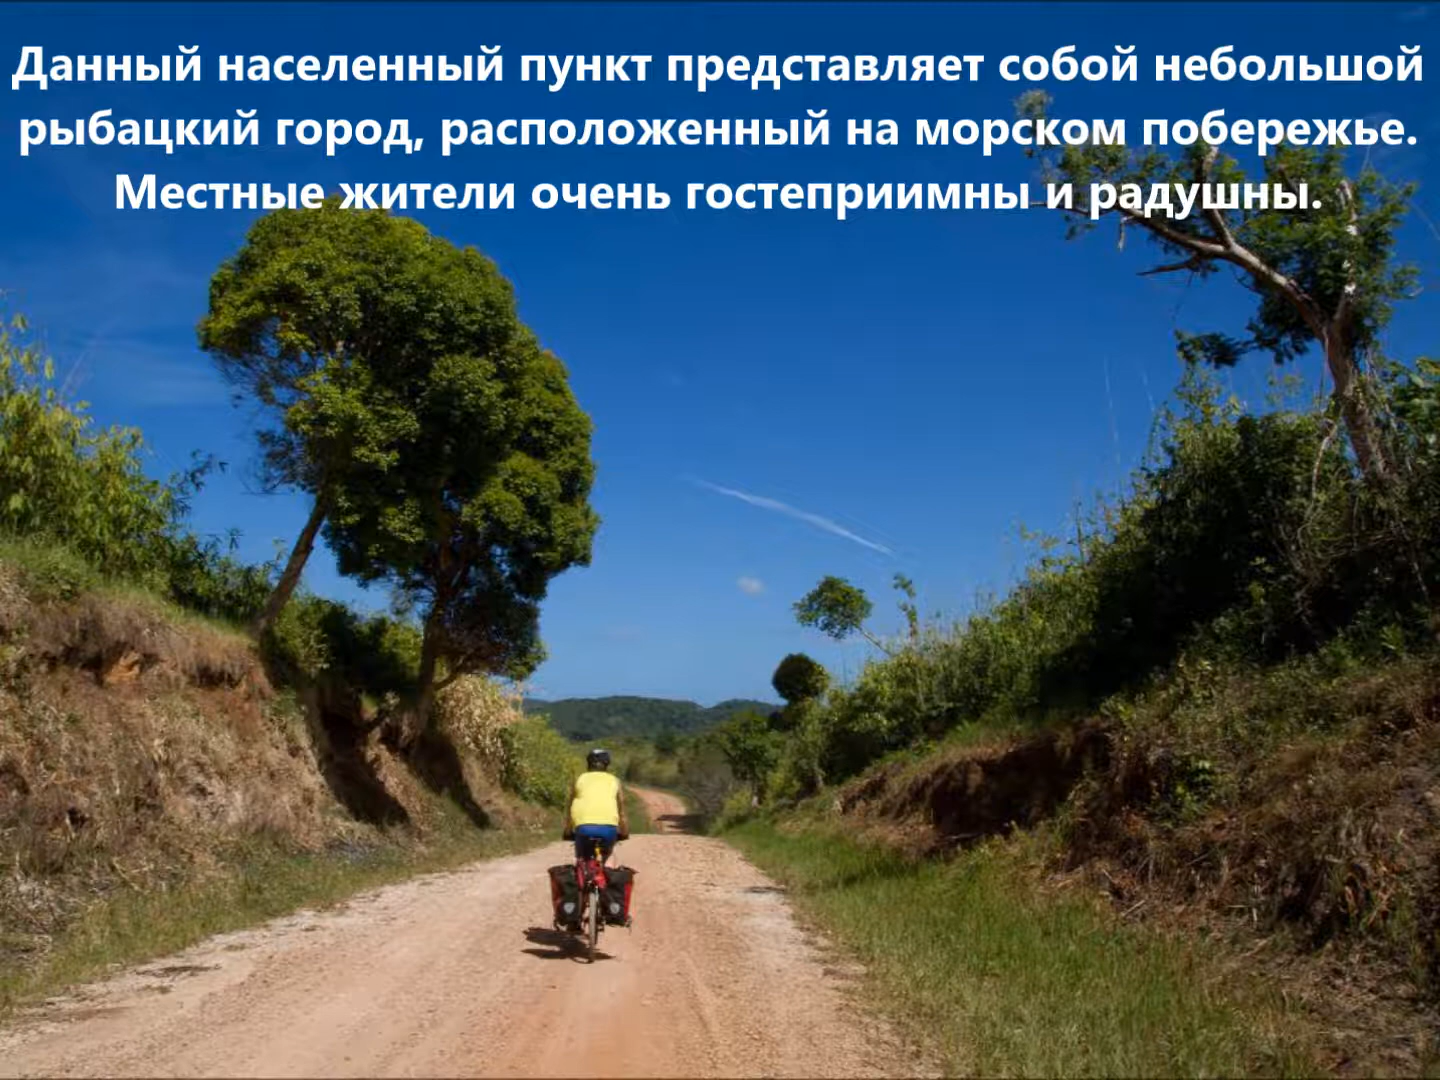 Данный населенный пункт представляет собой небольшой
рыбацкий город, расположенный на морском побережье.
Местные жители очень гостеприимны и радушны.